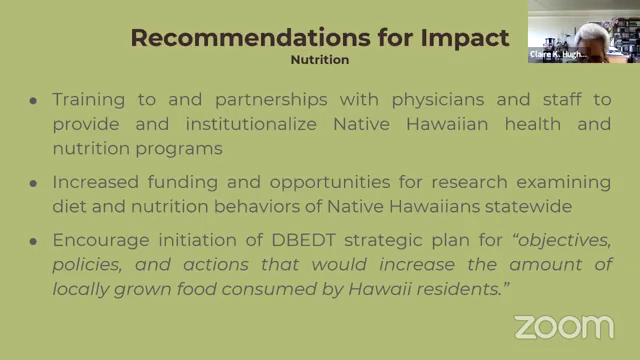 Recommendations for Impact
Nutrition
Claire K. Hugh...
● Training to and partnerships with physicians and staff to
provide and institutionalize Native Hawaiian health and
nutrition programs
● Increased funding and opportunities for research examining
diet and nutrition behaviors of Native Hawaiians statewide
● Encourage initiation of DBEDT strategic plan for “objectives,
policies, and actions that would increase the amount of
locally grown food consumed by Hawaii residents.”
zoom